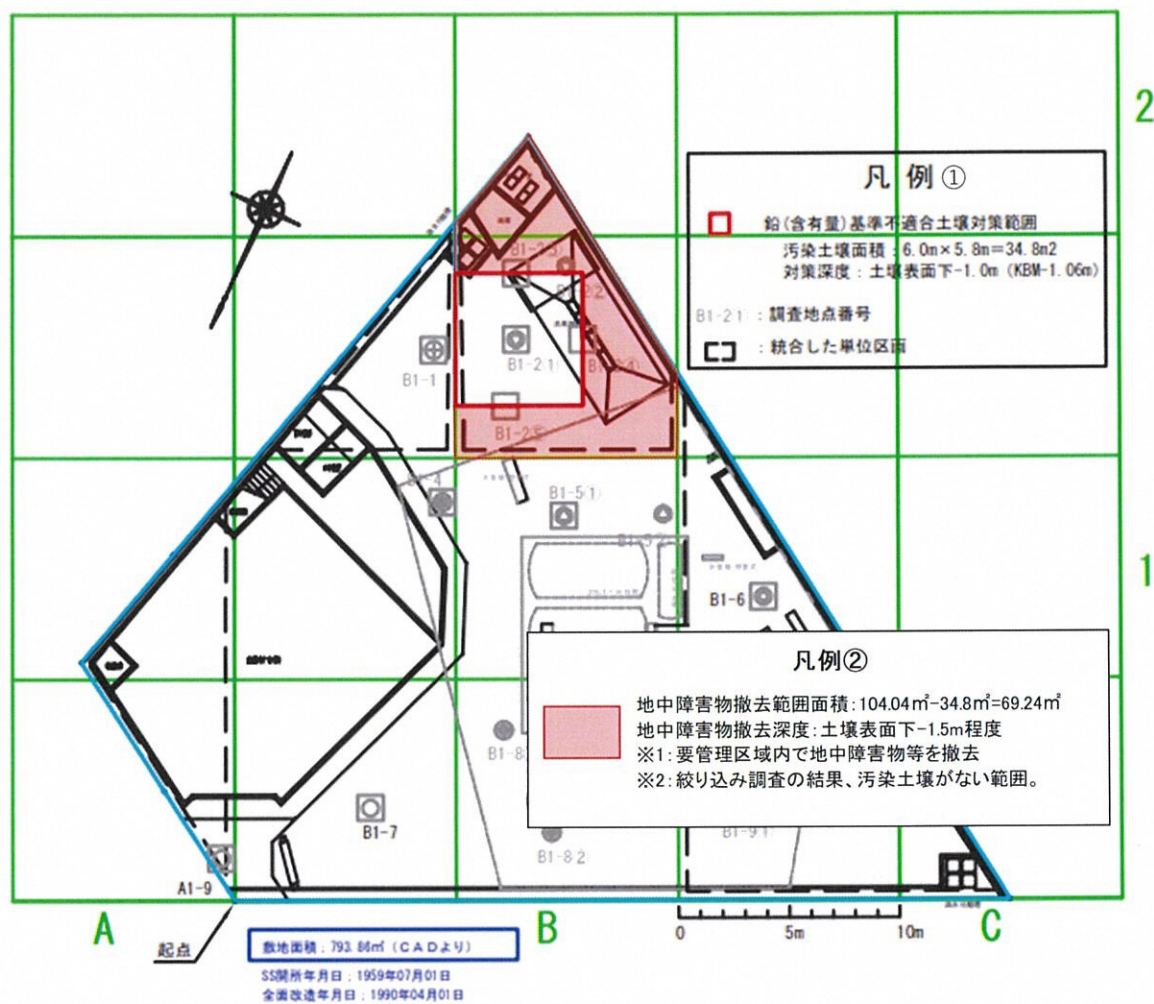 2
凡 例 ①
鉛(含有量)基準不適合土壌対策範囲
汚染土壌面積：6.0m×5.8m＝34.8m2
対策深度：土壌表面下-1.0m (KBM-1.06m)
B1-2(1)：調査地点番号
：統合した単位区画
B1-1
B1-2(1)
B1-5(1)
1
B1-6
凡例②
地中障害物撤去範囲面積：104.04㎡-34.8㎡=69.24㎡
地中障害物撤去深度：土壌表面下-1.5m程度
※1：要管理区域内で地中障害物等を撤去
※2：絞り込み調査の結果、汚染土壌がない範囲。
B1-7
B1-8(2)
B1-9(1)
A1-9
A
B
C
起点
0 5m 10m
敷地面積：793.86㎡（ＣＡＤより）
SS開所年月日：1959年07月01日
全面改造年月日：1990年04月01日